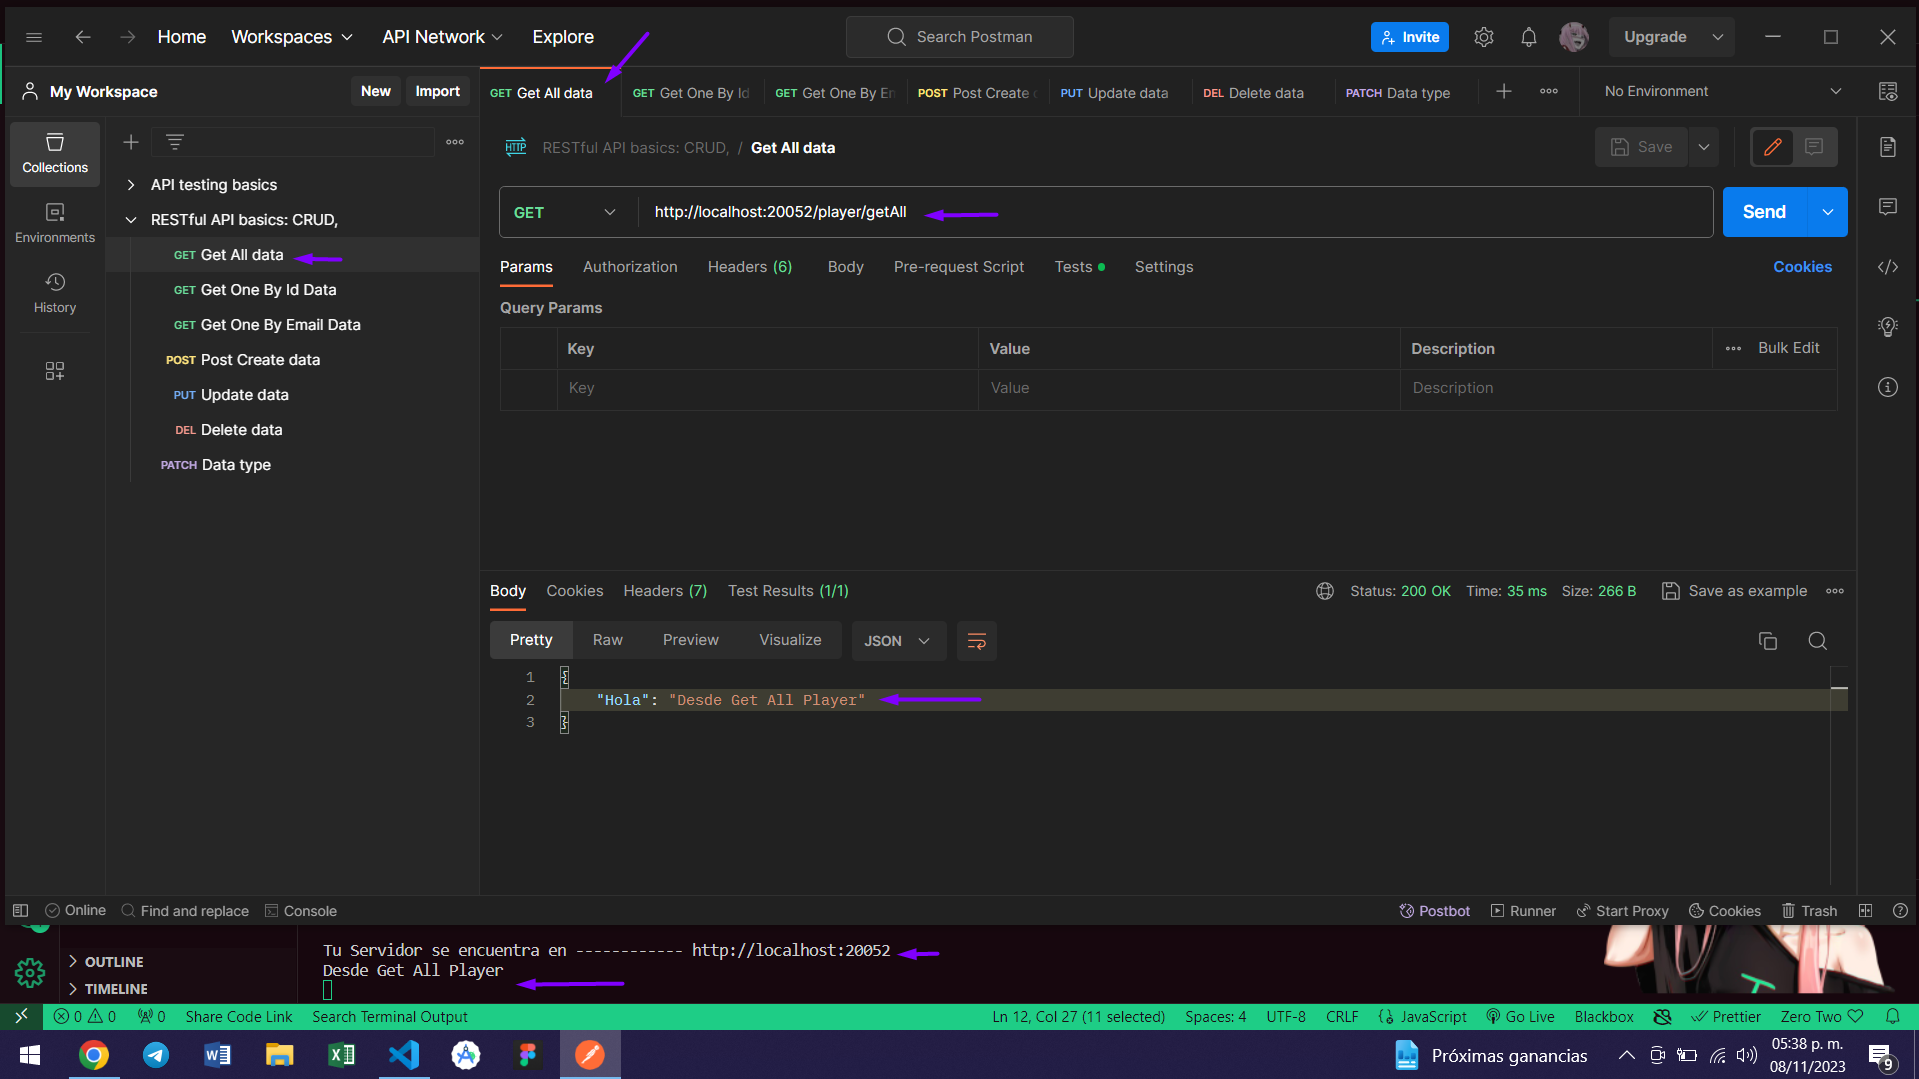 Home Workspaces API Network Explore Search Postman Invite Upgrade
My Workspace New Import
GET Get All data GET Get One By Id GET Get One By En POST Post Create PUT Update data DEL Delete data PATCH Data type No Environment
Collections
Environments
History
API testing basics
RESTful API basics: CRUD,
GET Get All data
GET Get One By Id Data
GET Get One By Email Data
POST Post Create data
PUT Update data
DEL Delete data
PATCH Data type
HTTP RESTful API basics: CRUD, / Get All data Save
GET http://localhost:20052/player/getAll Send
Params Authorization Headers (6) Body Pre-request Script Tests Settings Cookies
Query Params
Key Value Description Bulk Edit
Key Value Description
Body Cookies Headers (7) Test Results (1/1) Status: 200 OK Time: 35 ms Size: 266 B Save as example
Pretty Raw Preview Visualize JSON
1 {
2 "Hola": "Desde Get All Player"
3 }
Online Find and replace Console Postbot Runner Start Proxy Cookies Trash
OUTLINE
TIMELINE
Tu Servidor se encuentra en ------------ http://localhost:20052
Desde Get All Player
0 0 0 Share Code Link Search Terminal Output Ln 12, Col 27 (11 selected) Spaces: 4 UTF-8 CRLF JavaScript Go Live Blackbox Prettier Zero Two
Próximas ganancias
05:38 p. m.
08/11/2023
9